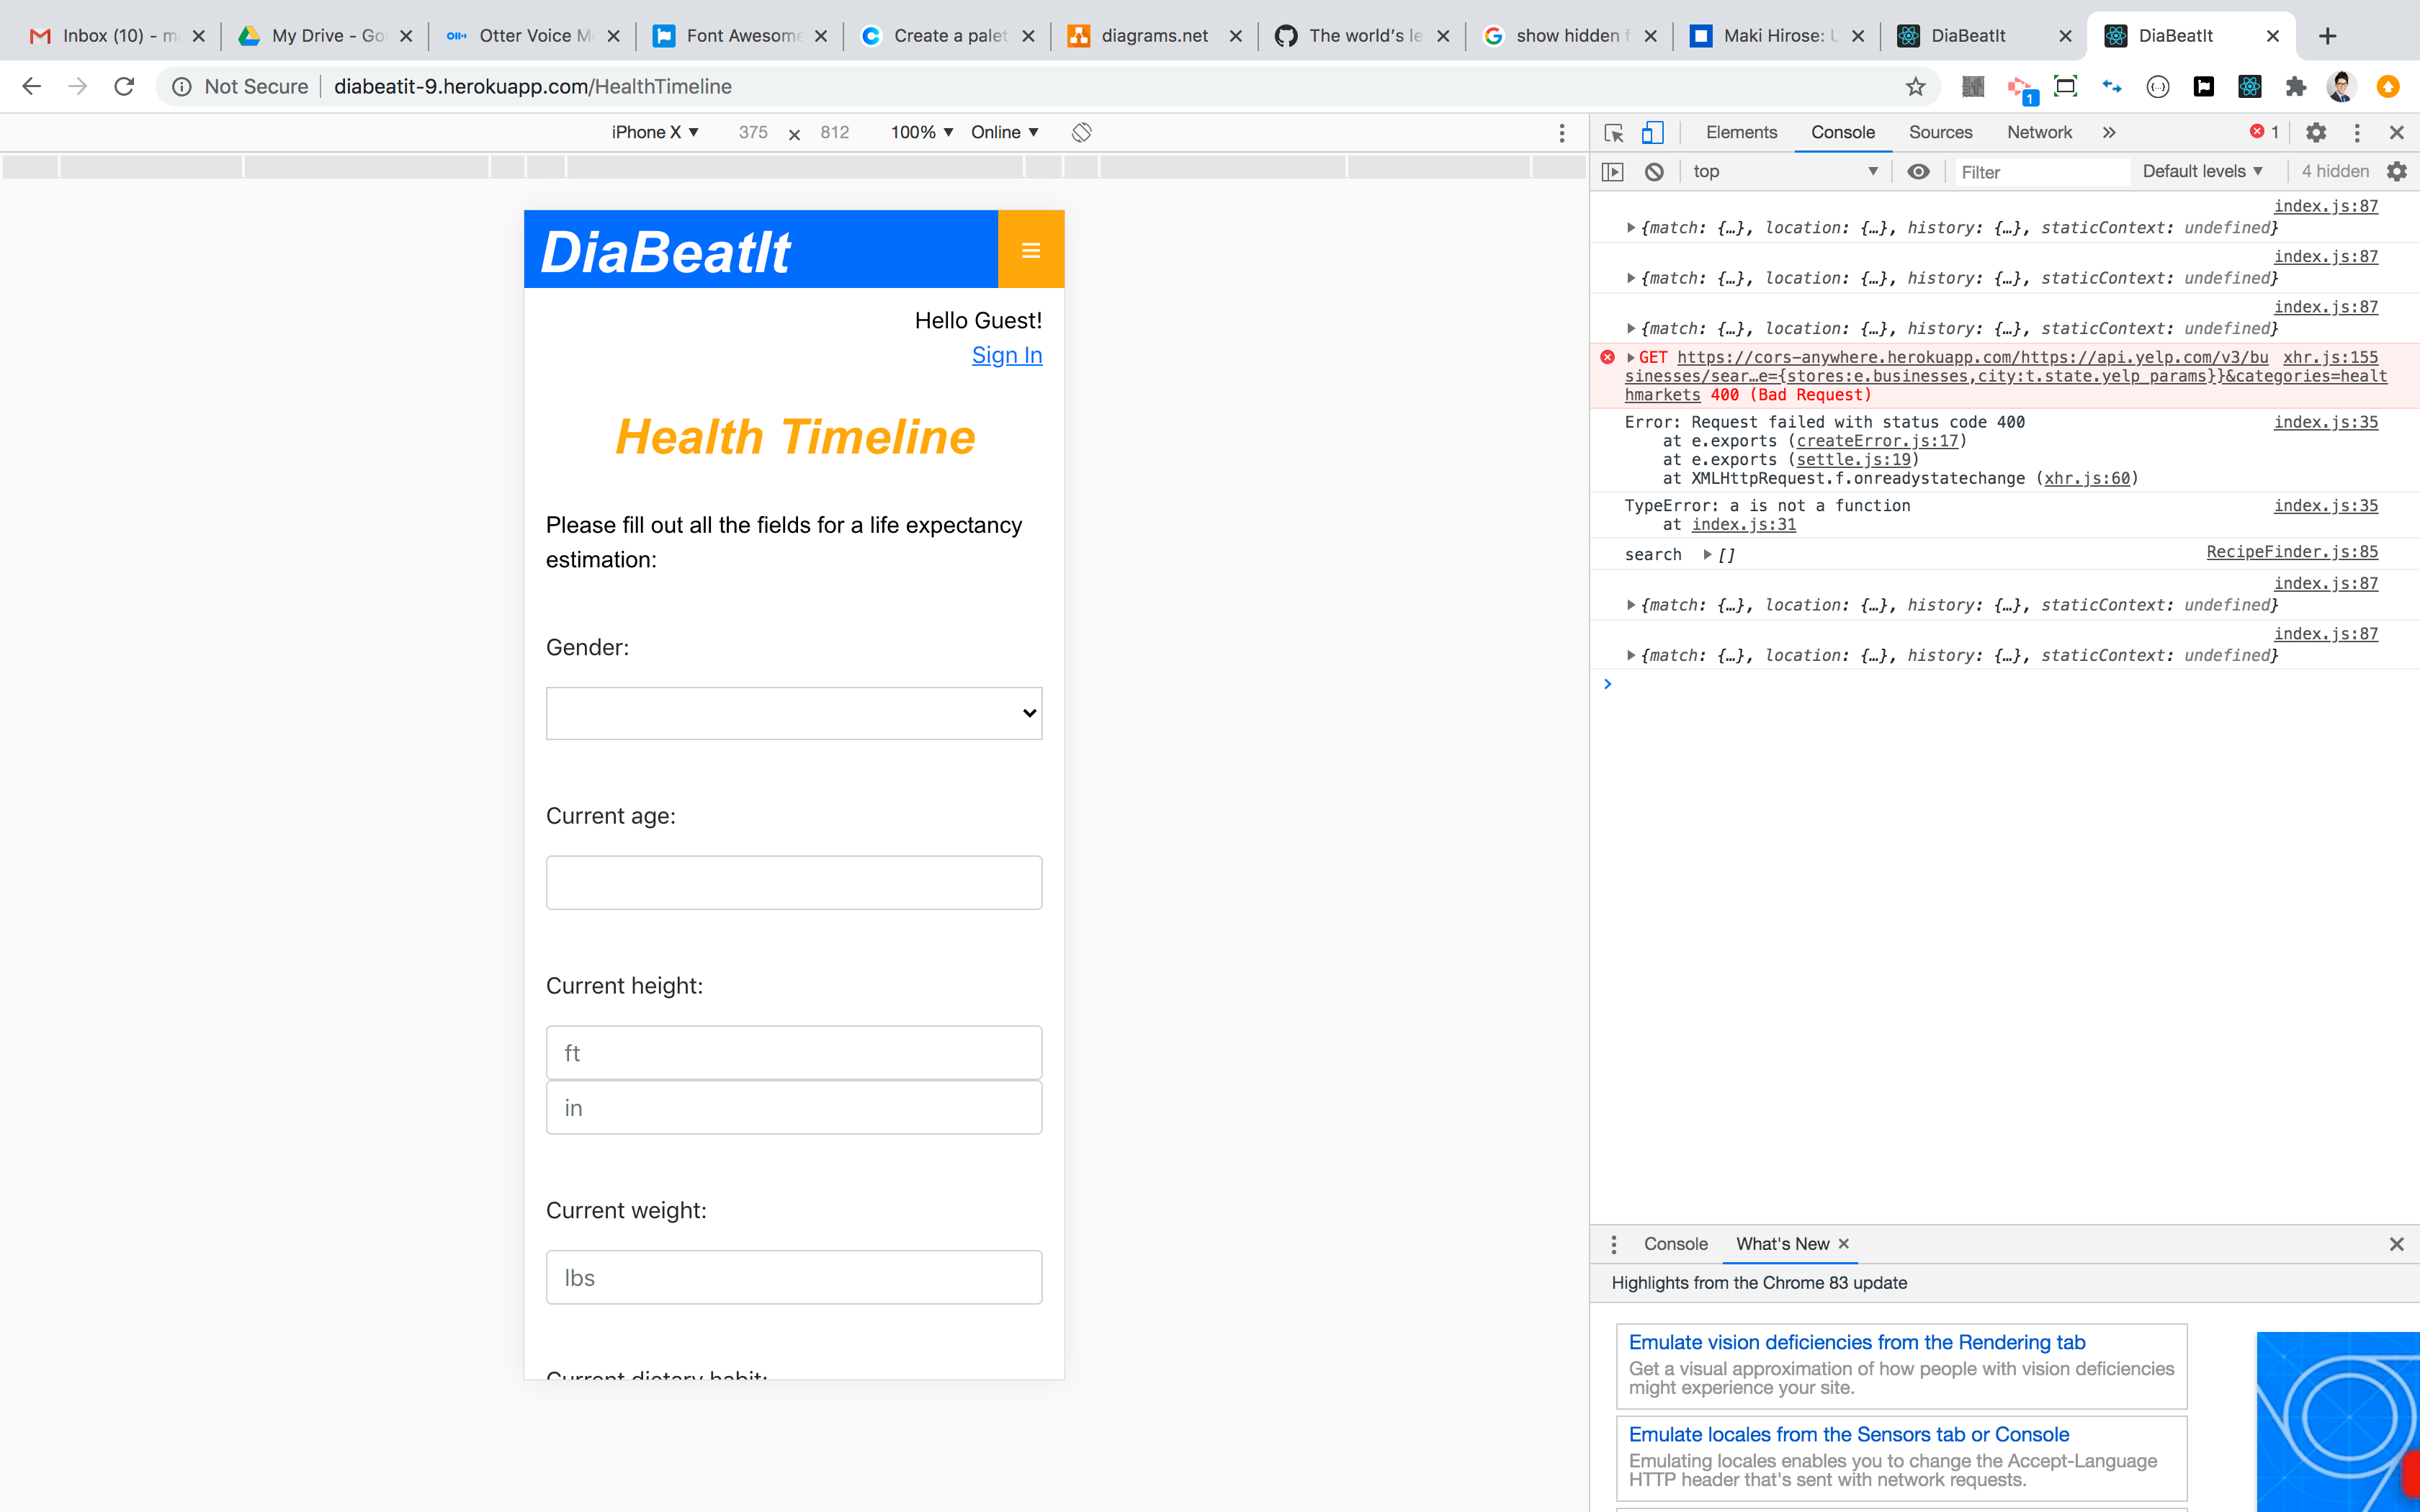 Inbox (10) - m
My Drive - Go
Otter Voice M
Font Awesome
Create a palet
diagrams.net
The world's le
show hidden f
Maki Hirose: U
DiaBeatIt
DiaBeatIt
Not Secure
diabeatit-9.herokuapp.com/HealthTimeline
1
iPhone X ▼ 375 × 812 100% ▼ Online ▼
Elements Console Sources Network » 1
top ▼ Filter Default levels ▼ 4 hidden
DiaBeatIt
Hello Guest!
Sign In
Health Timeline
Please fill out all the fields for a life expectancy
estimation:
Gender:
Current age:
Current height:
ft
in
Current weight:
lbs
Current dietary habit:
index.js:87
▶{match: {…}, location: {…}, history: {…}, staticContext: undefined}
index.js:87
▶{match: {…}, location: {…}, history: {…}, staticContext: undefined}
index.js:87
▶{match: {…}, location: {…}, history: {…}, staticContext: undefined}
▶GET https://cors-anywhere.herokuapp.com/https://api.yelp.com/v3/bu xhr.js:155
sinesses/sear…e={stores:e.businesses,city:t.state.yelp_params}}&categories=healt
hmarkets 400 (Bad Request)
Error: Request failed with status code 400 index.js:35
at e.exports (createError.js:17)
at e.exports (settle.js:19)
at XMLHttpRequest.f.onreadystatechange (xhr.js:60)
TypeError: a is not a function index.js:35
at index.js:31
search ▶[] RecipeFinder.js:85
index.js:87
▶{match: {…}, location: {…}, history: {…}, staticContext: undefined}
index.js:87
▶{match: {…}, location: {…}, history: {…}, staticContext: undefined}
Console What's New
Highlights from the Chrome 83 update
Emulate vision deficiencies from the Rendering tab
Get a visual approximation of how people with vision deficiencies
might experience your site.
Emulate locales from the Sensors tab or Console
Emulating locales enables you to change the Accept-Language
HTTP header that's sent with network requests.